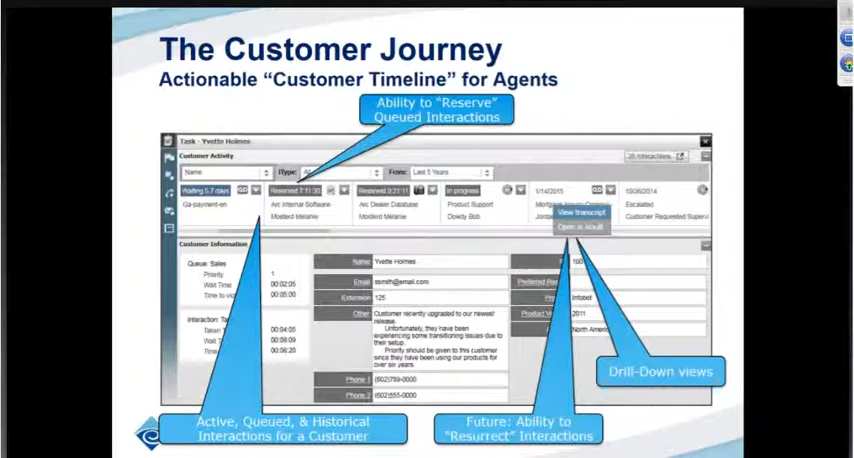 The Customer Journey
Actionable “Customer Timeline” for Agents
Ability to “Reserve”
Queued Interactions
Task - Yvette Holmes
Customer Activity
26 Interactions
Name
Type:
From: Last 5 Years
Waiting 5.7 days
Reserved 7:11:30
Reserved 9:21:11
In progress
1/14/2015
10/06/2014
Ga-payment-en
Arc Internal Software
Arc Dealer Database
Product Support
Escalated
Mosterd Melanie
Mosterd Melanie
Dowdy Bob
Customer Requested Supervi
View transcript
Customer Information
Queue: Sales
Priority 1
Wait Time 00:02:05
00:05:00
Interaction:
Taken 00:04:05
00:08:09
00:08:20
Name Yvette Holmes
Email ssmith@email.com
Extension 125
Other Customer recently upgraded to our newest
release.
Unfortunately, they have been
experiencing some transitioning issues due to
their setup.
Priority should be given to this customer
since they have been using our products for
over six years
Phone 1 (602)789-0000
Phone 2 (602)555-0000
Infobot
2011
North Americ
Drill-Down views
Active, Queued, & Historical
Interactions for a Customer
Future: Ability to
“Resurrect” Interactions